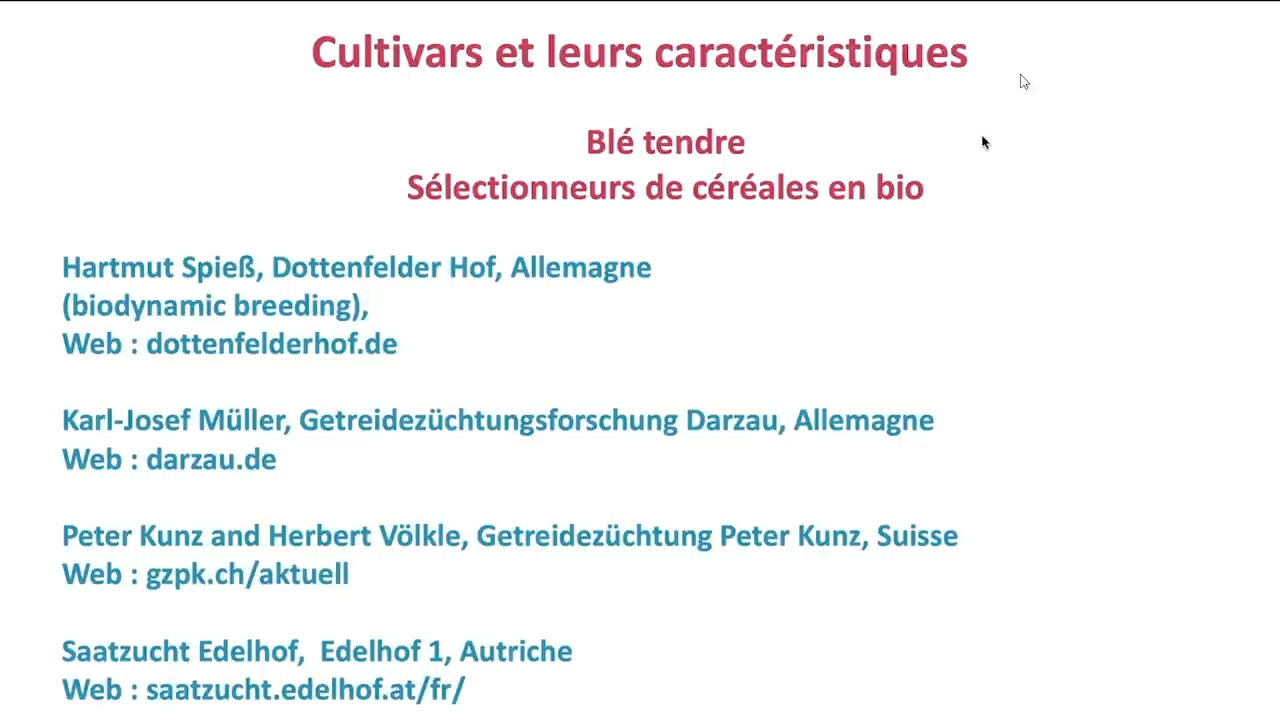 Cultivars et leurs caractéristiques
Blé tendre
Sélectionneurs de céréales en bio
Hartmut Spieß, Dottenfelder Hof, Allemagne
(biodynamic breeding),
Web : dottenfelderhof.de
Karl-Josef Müller, Getreidezüchtungsforschung Darzau, Allemagne
Web : darzau.de
Peter Kunz and Herbert Völkle, Getreidezüchtung Peter Kunz, Suisse
Web : gzpk.ch/aktuell
Saatzucht Edelhof,  Edelhof 1, Autriche
Web : saatzucht.edelhof.at/fr/